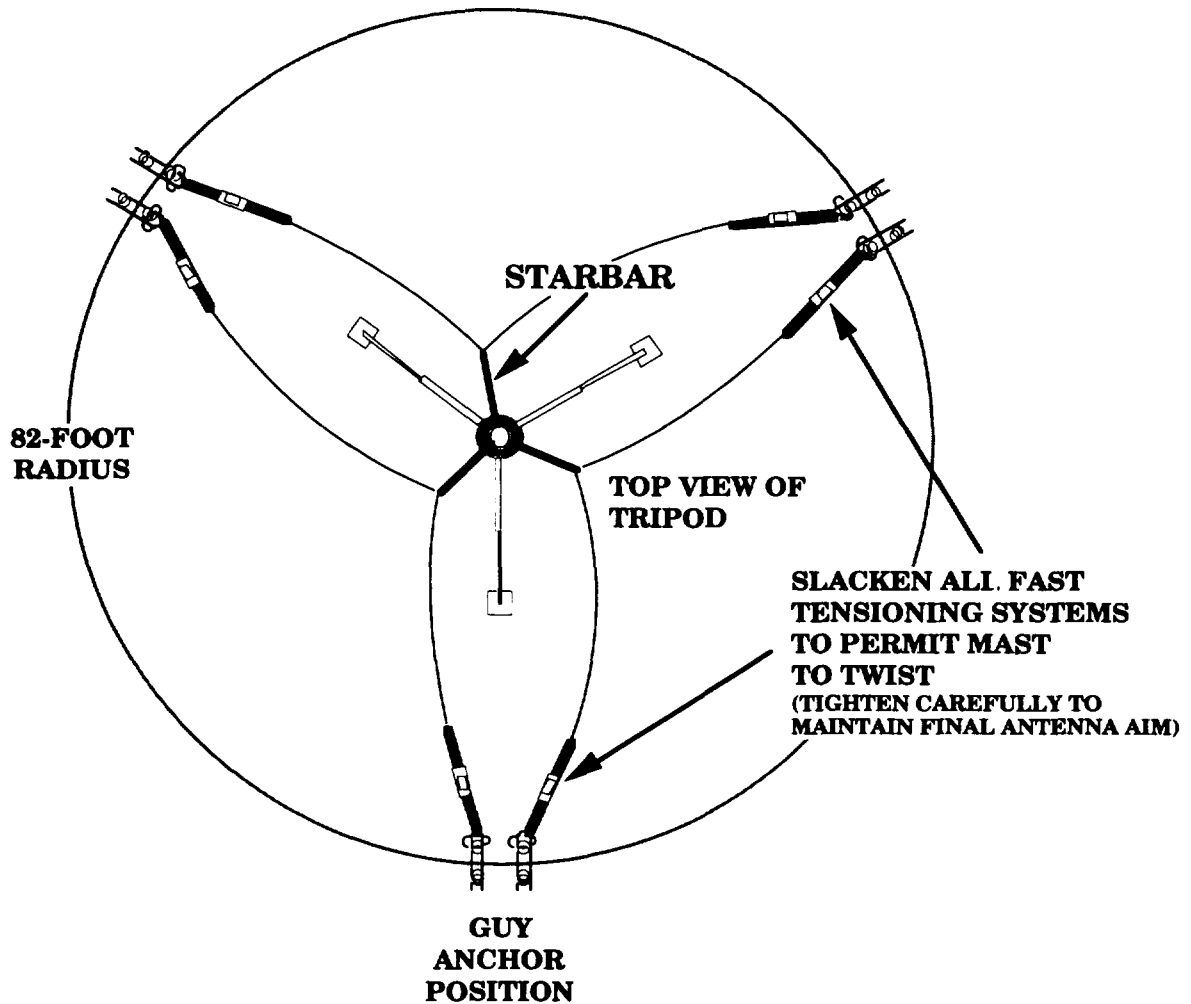 STARBAR
82-FOOT
RADIUS
TOP VIEW OF
TRIPOD
SLACKEN ALL FAST
TENSIONING SYSTEMS
TO PERMIT MAST
TO TWIST
(TIGHTEN CAREFULLY TO
MAINTAIN FINAL ANTENNA AIM)
GUY
ANCHOR
POSITION